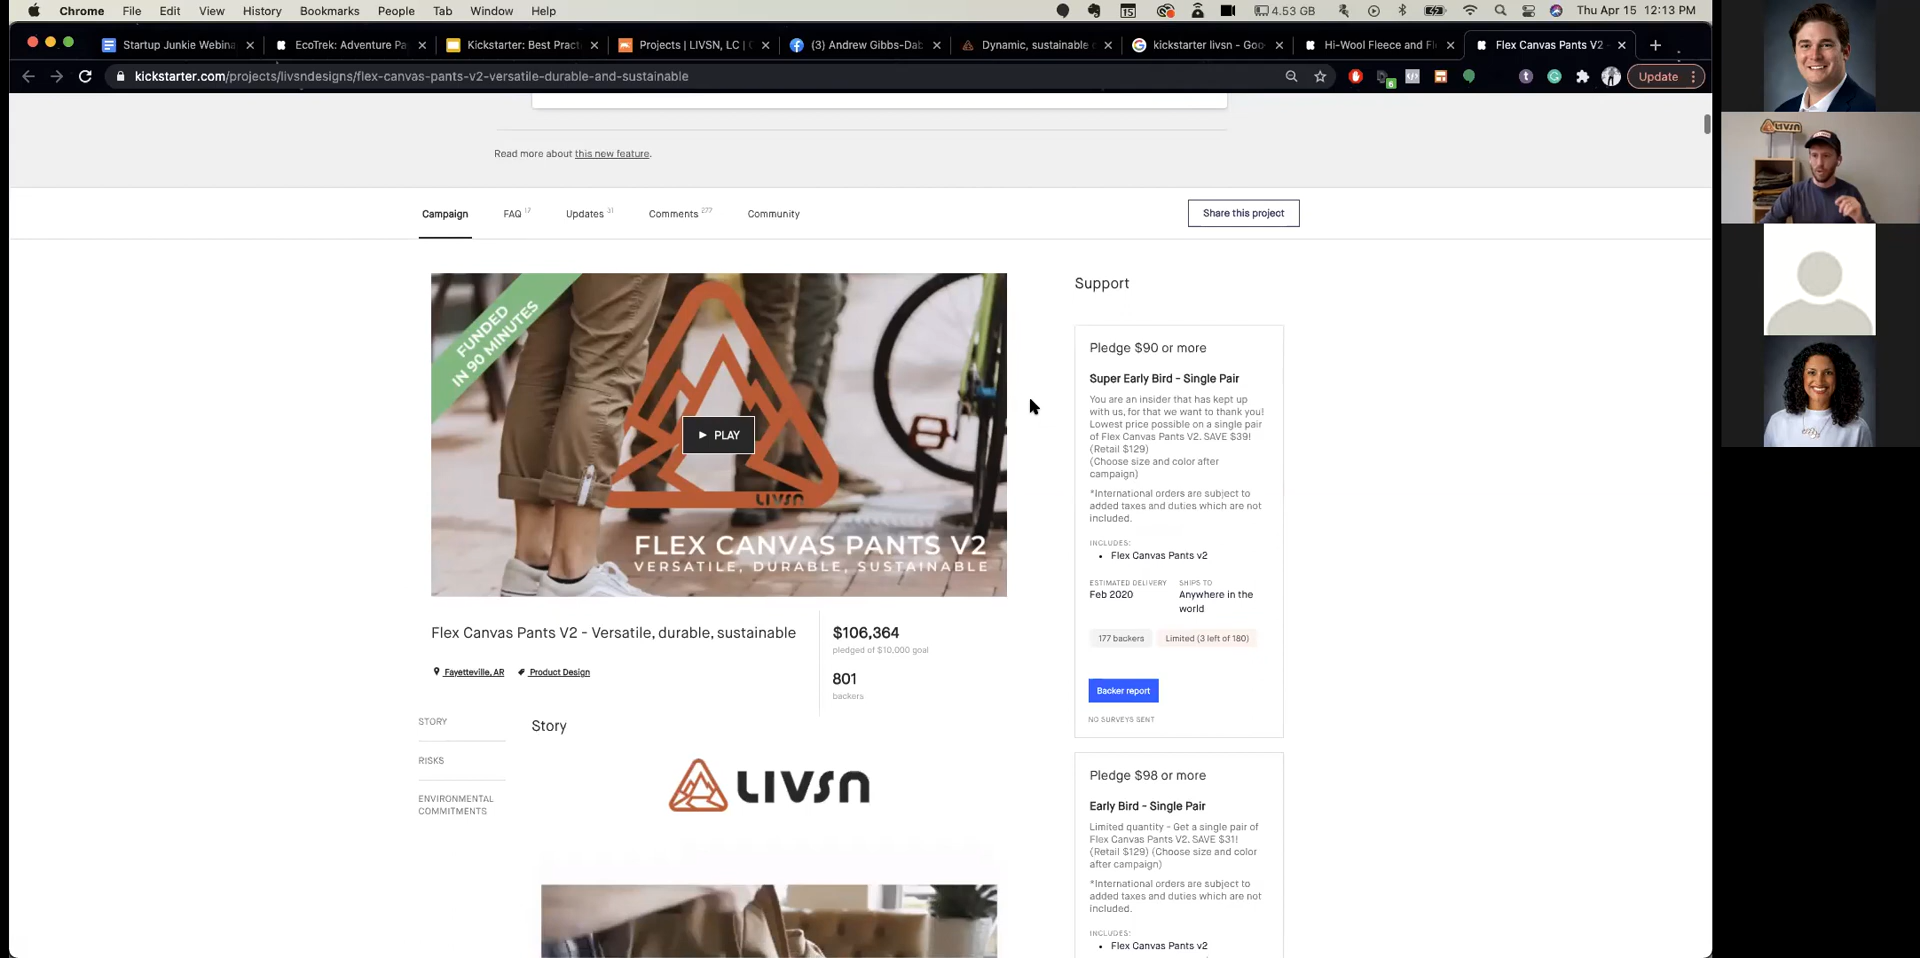 Chrome File Edit View History Bookmarks People Tab Window Help
4.53 GB Thu Apr 15 12:13 PM
Startup Junkie Webina
EcoTrek: Adventure Pa
Kickstarter: Best Pract
Projects | LIVSN, LC |
(3) Andrew Gibbs-Dab
Dynamic, sustainable
kickstarter livsn - Goo
Hi-Wool Fleece and Fl
Flex Canvas Pants V2 -
kickstarter.com/projects/livsndesigns/flex-canvas-pants-v2-versatile-durable-and-sustainable
Update
Read more about this new feature.
Campaign FAQ 17 Updates 31 Comments 277 Community
Share this project
LIVSN
FUNDED
IN 90 MINUTES
PLAY
LIVSN
FLEX CANVAS PANTS V2
VERSATILE, DURABLE, SUSTAINABLE
Flex Canvas Pants V2 - Versatile, durable, sustainable
Fayetteville, AR Product Design
$106,364
pledged of $10,000 goal
801
backers
STORY
RISKS
ENVIRONMENTAL
COMMITMENTS
Story
LIVSN
Support
Pledge $90 or more
Super Early Bird - Single Pair
You are an insider that has kept up
with us, for that we want to thank you!
Lowest price possible on a single pair
of Flex Canvas Pants V2. SAVE $39!
(Retail $129)
(Choose size and color after
campaign)
*International orders are subject to
added taxes and duties which are not
included.
INCLUDES:
• Flex Canvas Pants v2
ESTIMATED DELIVERY SHIPS TO
Feb 2020 Anywhere in the
world
177 backers Limited (3 left of 180)
Backer report
NO SURVEYS SENT
Pledge $98 or more
Early Bird - Single Pair
Limited quantity - Get a single pair of
Flex Canvas Pants V2. SAVE $31!
(Retail $129) (Choose size and color
after campaign)
*International orders are subject to
added taxes and duties which are not
included.
INCLUDES:
• Flex Canvas Pants v2